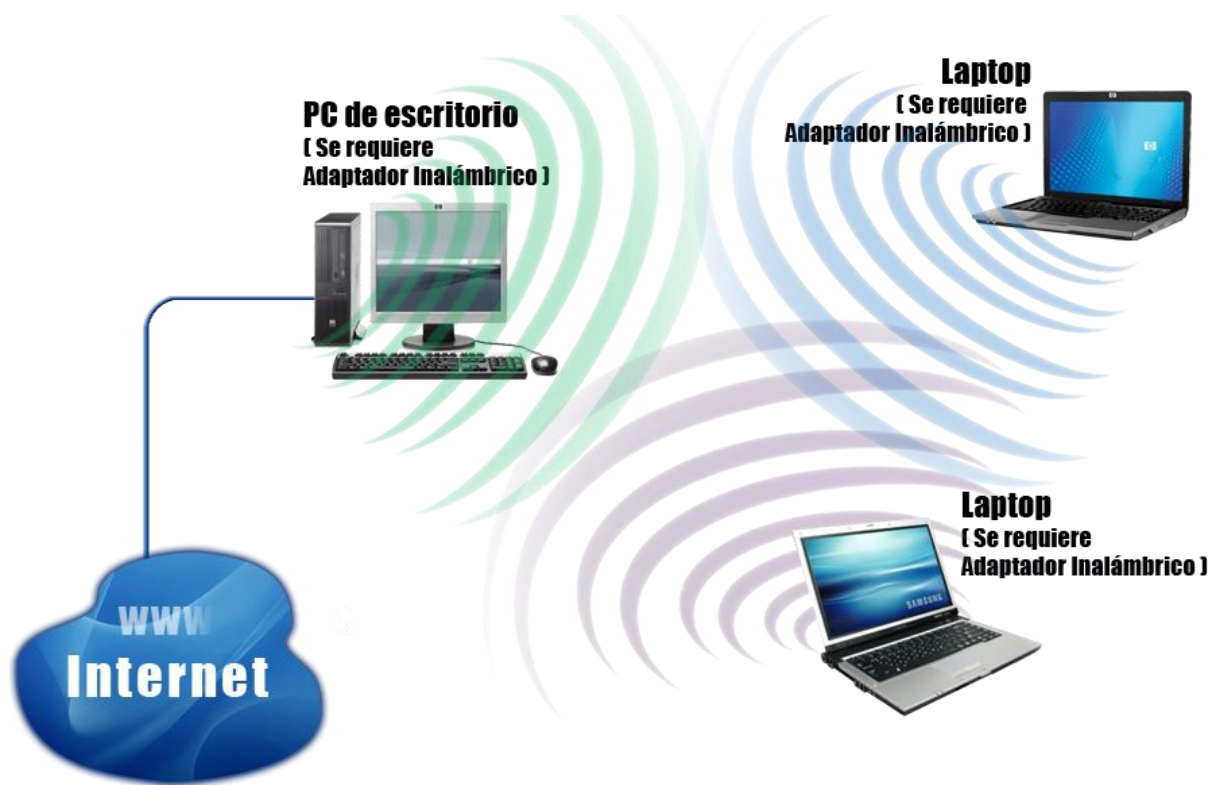 PC de escritorio
( Se requiere
Adaptador Inalámbrico )
Laptop
( Se requiere
Adaptador Inalámbrico )
Laptop
( Se requiere
Adaptador Inalámbrico )
SAMSUNG
WWW
Internet